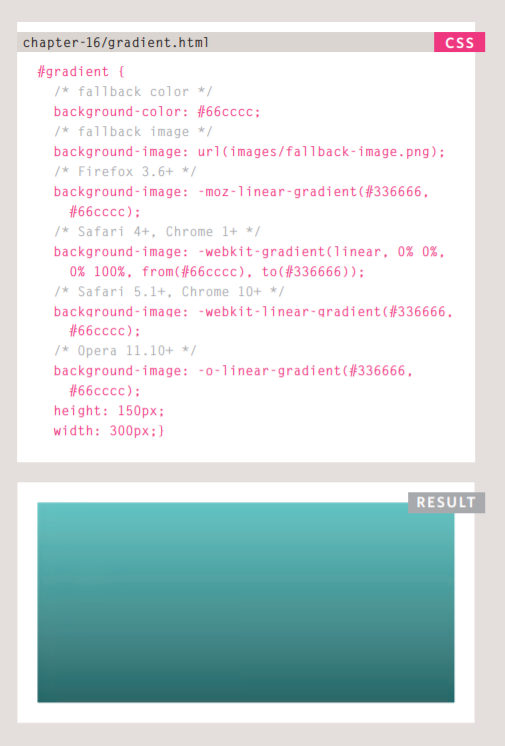 chapter-16/gradient.html
CSS
#gradient {
/* fallback color */
background-color: #66cccc;
/* fallback image */
background-image: url(images/fallback-image.png);
/* Firefox 3.6+ */
background-image: -moz-linear-gradient(#336666,
#66cccc);
/* Safari 4+, Chrome 1+ */
background-image: -webkit-gradient(linear, 0% 0%,
0% 100%, from(#66cccc), to(#336666));
/* Safari 5.1+, Chrome 10+ */
background-image: -webkit-linear-gradient(#336666,
#66cccc);
/* Opera 11.10+ */
background-image: -o-linear-gradient(#336666,
#66cccc);
height: 150px;
width: 300px;}
RESULT